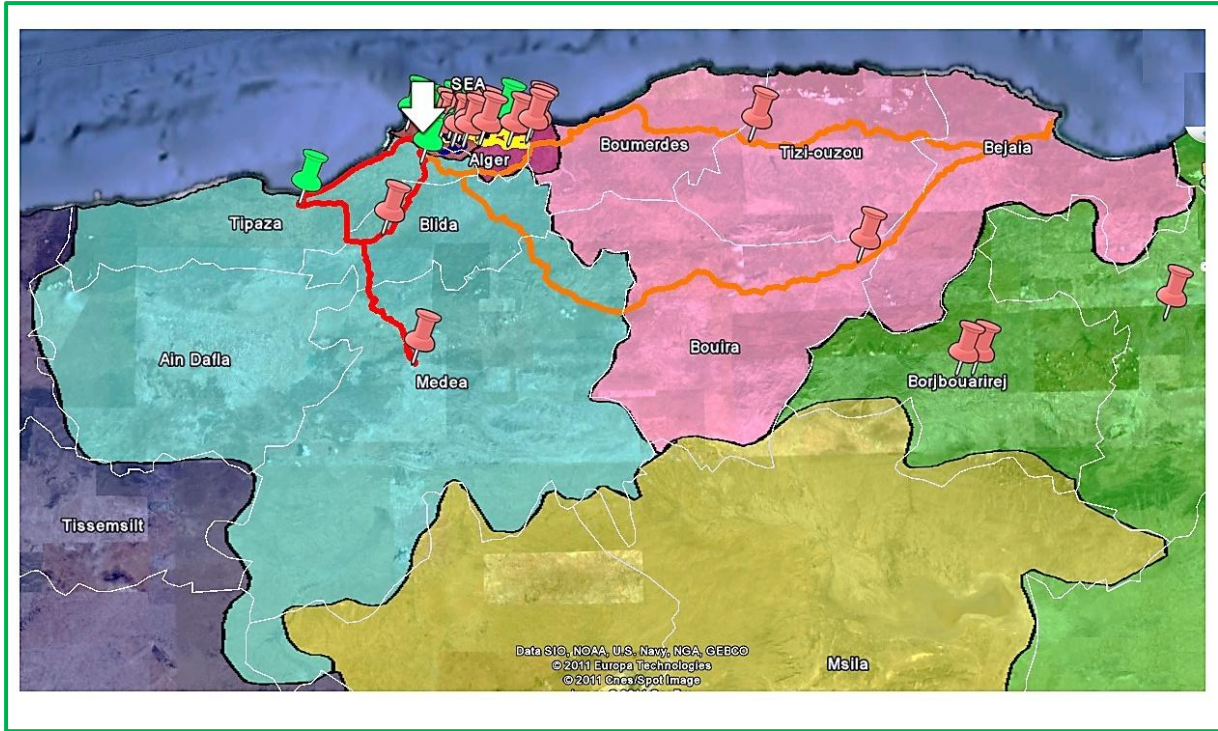 SEA
Alger
Boumerdes
Tizi-ouzou
Bejaia
Tipaza
Blida
Ain Dafla
Medea
Bouira
Borjbouarirej
Tissemsilt
Msila
Data SIO, NOAA, U.S. Navy, NGA, GEBCO
© 2011 Europa Technologies
© 2011 Cnes/Spot Image